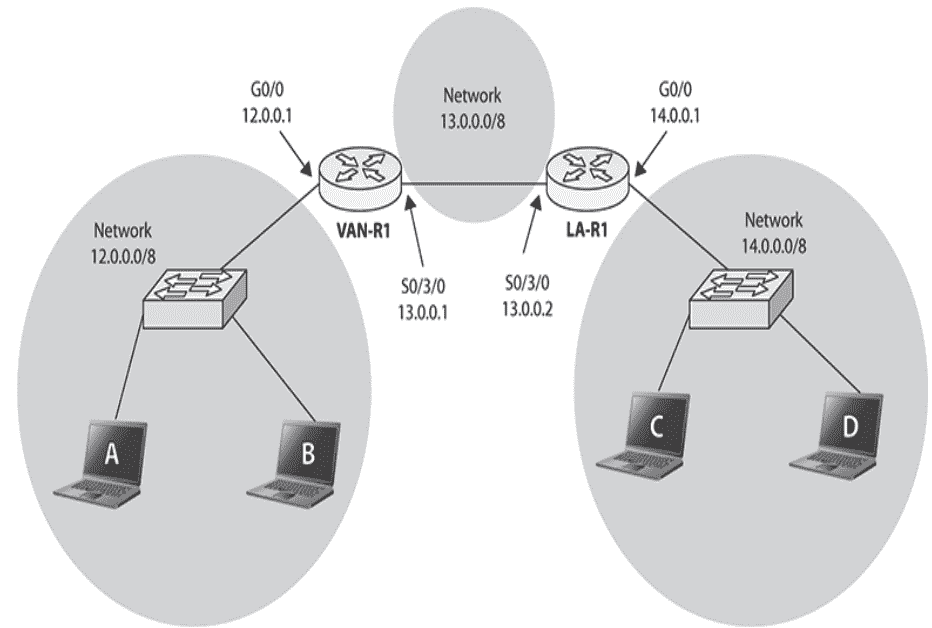 G0/0
12.0.0.1
Network
13.0.0.0/8
G0/0
14.0.0.1
VAN-R1
LA-R1
Network
12.0.0.0/8
Network
14.0.0.0/8
S0/3/0
13.0.0.1
S0/3/0
13.0.0.2
A
B
C
D